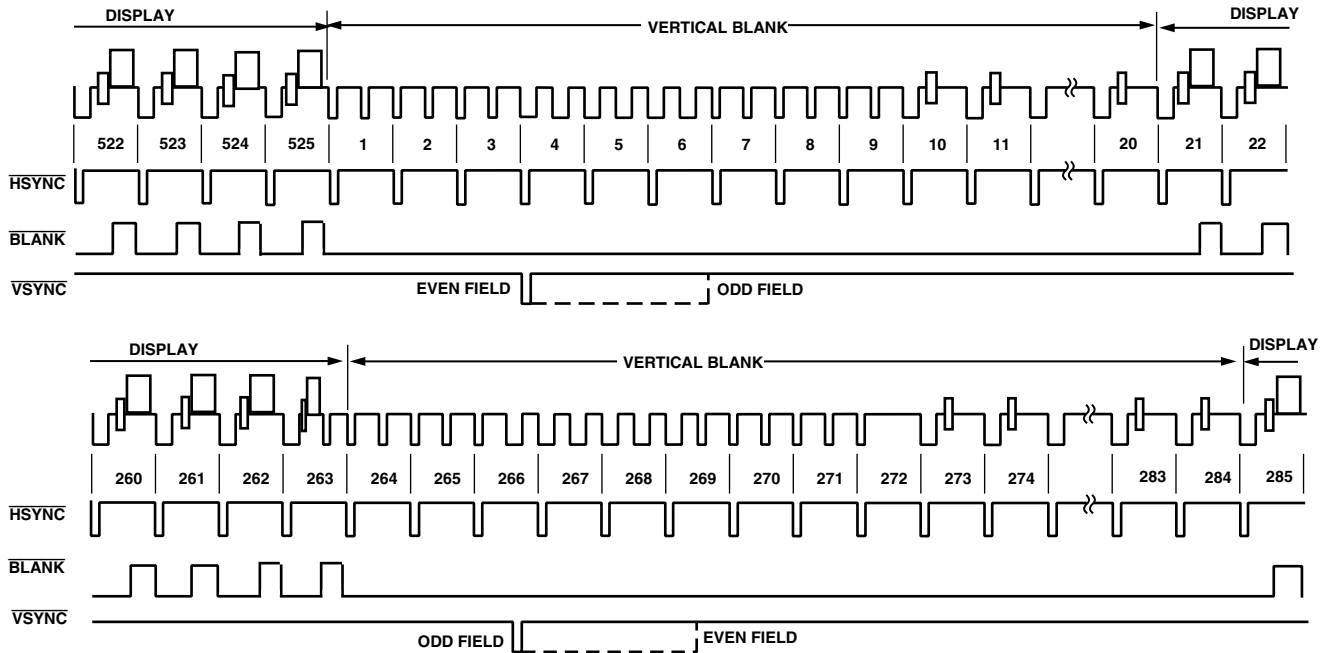 DISPLAY VERTICAL BLANK DISPLAY
522 523 524 525 1 2 3 4 5 6 7 8 9 10 11 20 21 22
HSYNC
BLANK
VSYNC EVEN FIELD ODD FIELD
DISPLAY VERTICAL BLANK DISPLAY
260 261 262 263 264 265 266 267 268 269 270 271 272 273 274 283 284 285
HSYNC
BLANK
VSYNC ODD FIELD EVEN FIELD